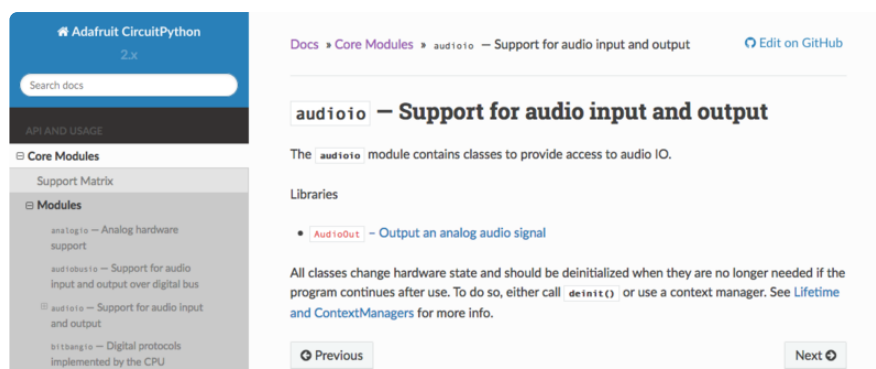 Adafruit CircuitPython
2.x
Search docs
API AND USAGE
Core Modules
Support Matrix
Modules
analogio — Analog hardware
support
audiobusio — Support for audio
input and output over digital bus
audioio — Support for audio input
and output
bitbangio — Digital protocols
implemented by the CPU
Docs » Core Modules » audioio — Support for audio input and output
Edit on GitHub
audioio — Support for audio input and output
The audioio module contains classes to provide access to audio IO.
Libraries
• AudioOut – Output an analog audio signal
All classes change hardware state and should be deinitialized when they are no longer needed if the
program continues after use. To do so, either call deinit() or use a context manager. See Lifetime
and ContextManagers for more info.
Previous
Next